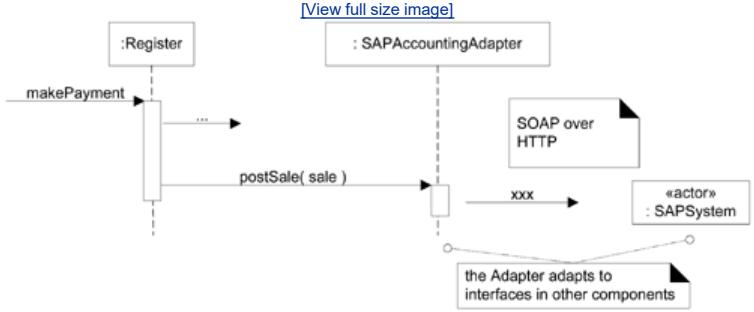 [View full size image]
:Register
: SAPAccountingAdapter
makePayment
...
SOAP over
HTTP
postSale( sale )
xxx
«actor»
: SAPSystem
the Adapter adapts to
interfaces in other components